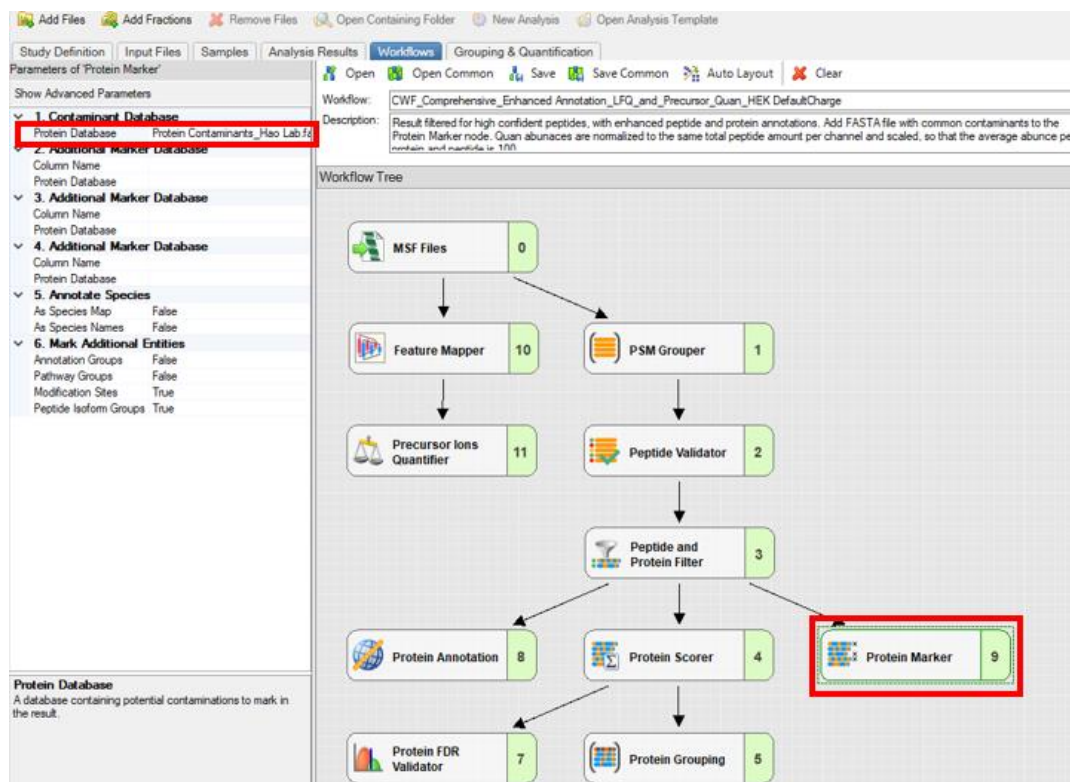 Add Files Add Fractions Remove Files Open Containing Folder New Analysis Open Analysis Template
Study Definition Input Files Samples Analysis Results Workflows Grouping & Quantification
Parameters of 'Protein Marker'
Show Advanced Parameters
1. Contaminant Database
Protein Database Protein Contaminants_Hao Lab.fa
2. Additional Marker Database
Column Name
Protein Database
3. Additional Marker Database
Column Name
Protein Database
4. Additional Marker Database
Column Name
Protein Database
5. Annotate Species
As Species Map False
As Species Names False
6. Mark Additional Entities
Annotation Groups False
Pathway Groups False
Modification Sites True
Peptide Isoform Groups True
Protein Database
A database containing potential contaminations to mark in
the result.
Open Open Common Save Save Common Auto Layout Clear
Workflow: CWF_Comprehensive_Enhanced Annotation_LFQ_and_Precursor_Quan_HEK DefaultCharge
Description: Result filtered for high confident peptides, with enhanced peptide and protein annotations. Add FASTA file with common contaminants to the
Protein Marker node. Quan abunaces are normalized to the same total peptide amount per channel and scaled, so that the average abunce pe
protein and peptide is 100
Workflow Tree
MSF Files 0
Feature Mapper 10
PSM Grouper 1
Precursor Ions
Quantifier 11
Peptide Validator 2
Peptide and
Protein Filter 3
Protein Annotation 8
Protein Scorer 4
Protein Marker 9
Protein FDR
Validator 7
Protein Grouping 5